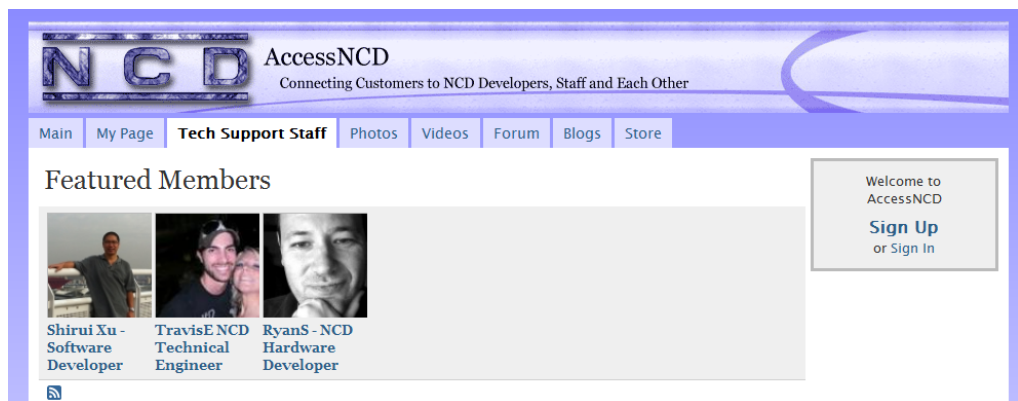 NCD
AccessNCD
Connecting Customers to NCD Developers, Staff and Each Other
Main My Page Tech Support Staff Photos Videos Forum Blogs Store
Featured Members
Welcome to
AccessNCD
Sign Up
or Sign In
Shirui Xu -
Software
Developer
TravisE NCD
Technical
Engineer
RyanS - NCD
Hardware
Developer